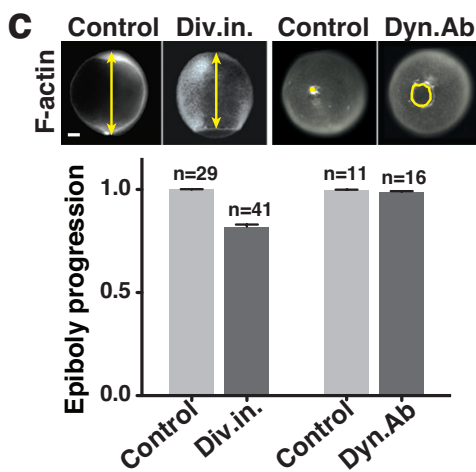 C
Control Div.in. Control Dyn.Ab
F-actin
Epiboly progression
1.0
0.5
0.0
n=29
n=41
n=11
n=16
Control
Div.in.
Control
Dyn.Ab